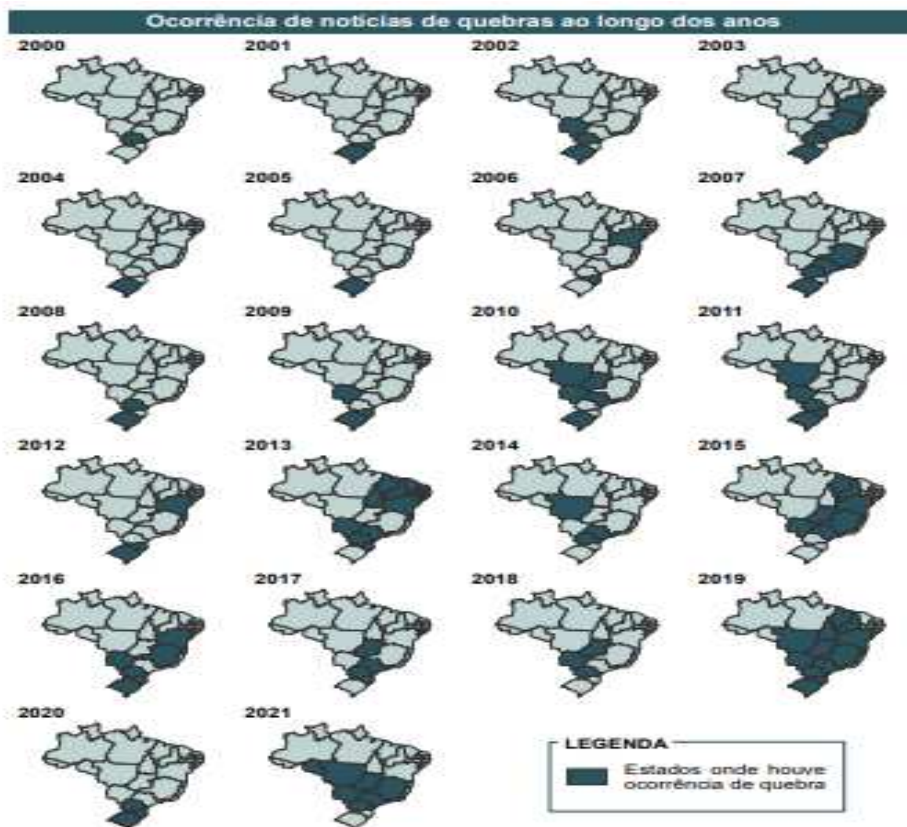 Ocorrência de notícias de quebras ao longo dos anos
2000 2001 2002 2003
2004 2005 2006 2007
2008 2009 2010 2011
2012 2013 2014 2015
2016 2017 2018 2019
2020 2021
LEGENDA
Estados onde houve
ocorrência de quebra